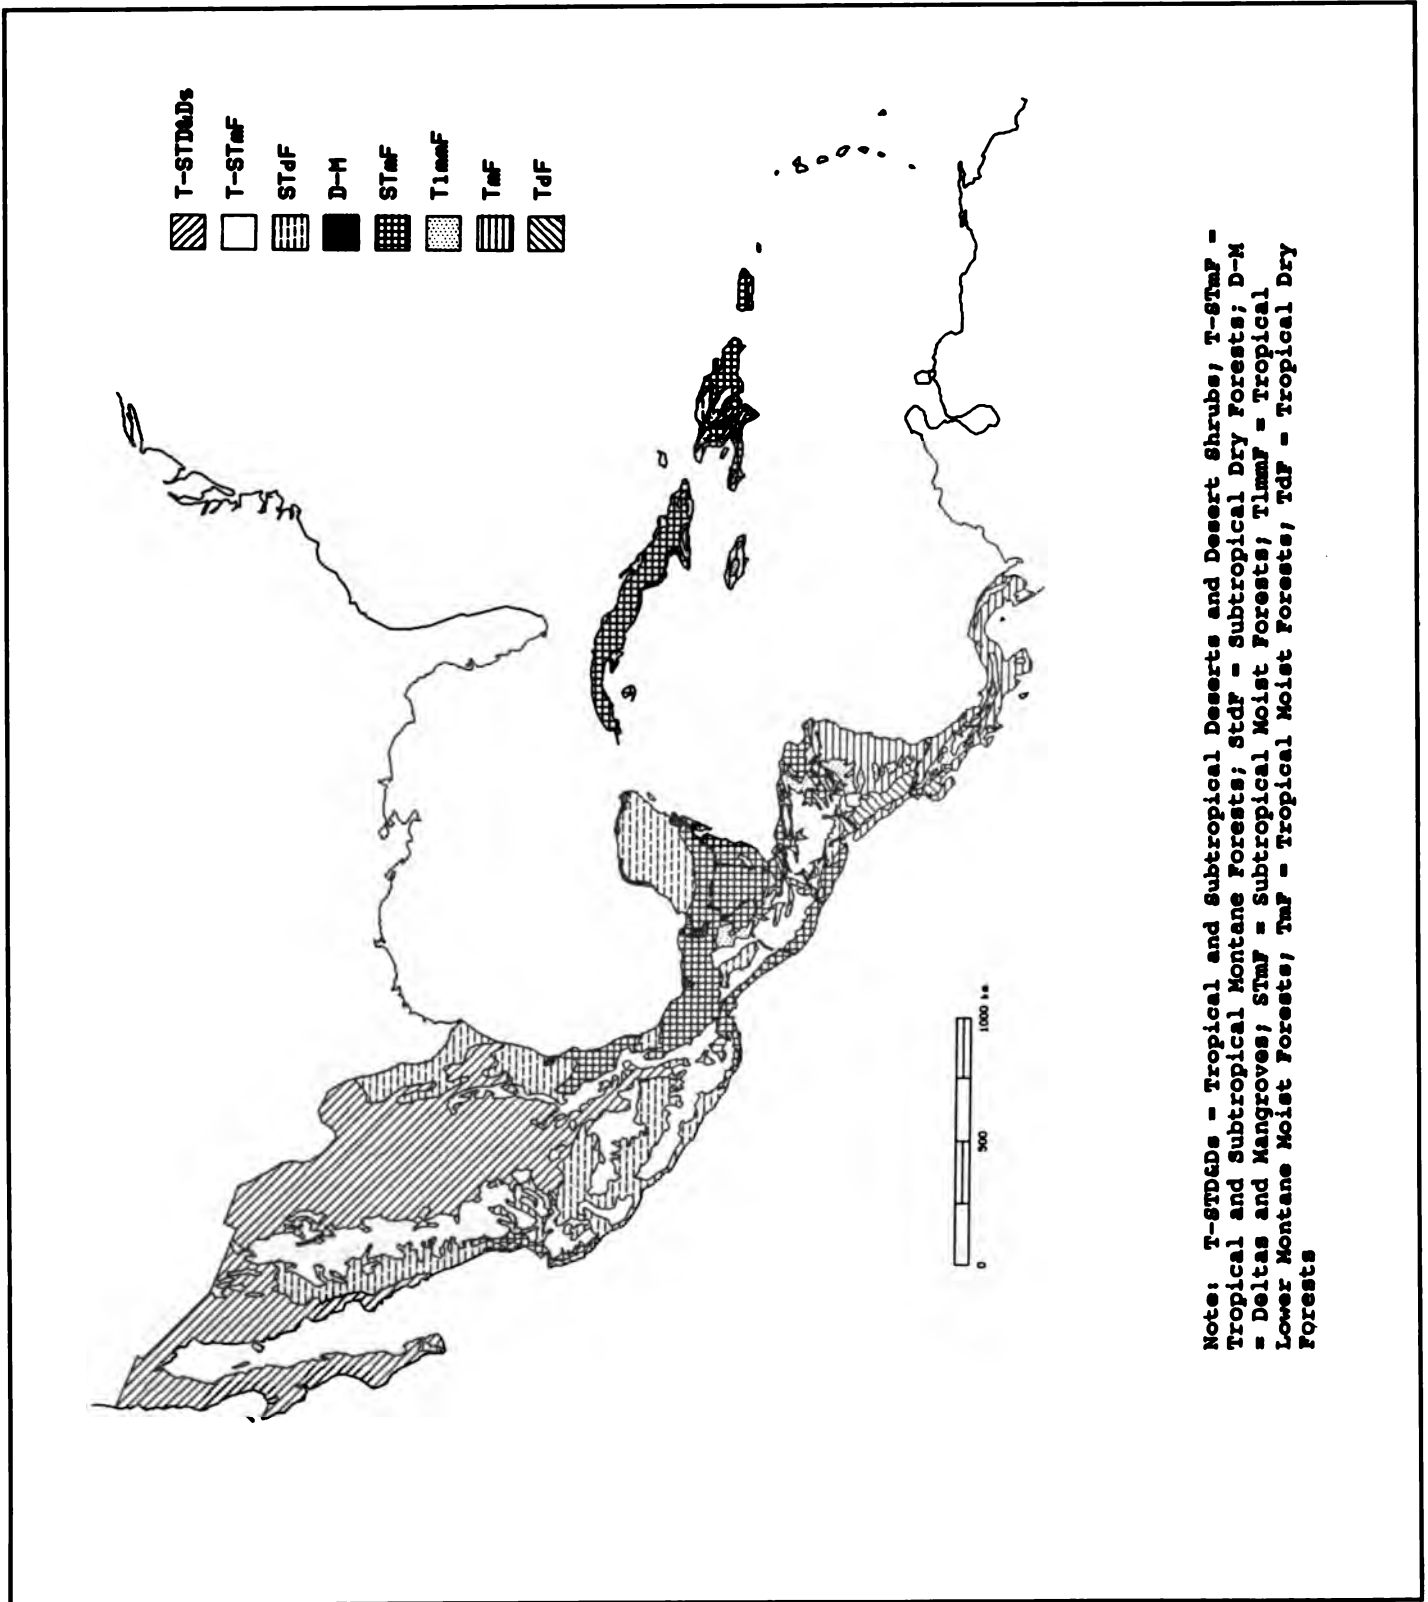 T-STD&Ds
T-STmF
STdF
D-M
STmF
TlmmF
TmF
TdF
0
500
1000 km
Note: T-STD&Ds = Tropical and Subtropical Deserts and Desert Shrubs; T-STmF =
Tropical and Subtropical Montane Forests; StdF = Subtropical Dry Forests; D-M
= Deltas and Mangroves; STmF = Subtropical Moist Forests; TlmmF = Tropical
Lower Montane Moist Forests; TmF = Tropical Moist Forests; TdF = Tropical Dry
Forests